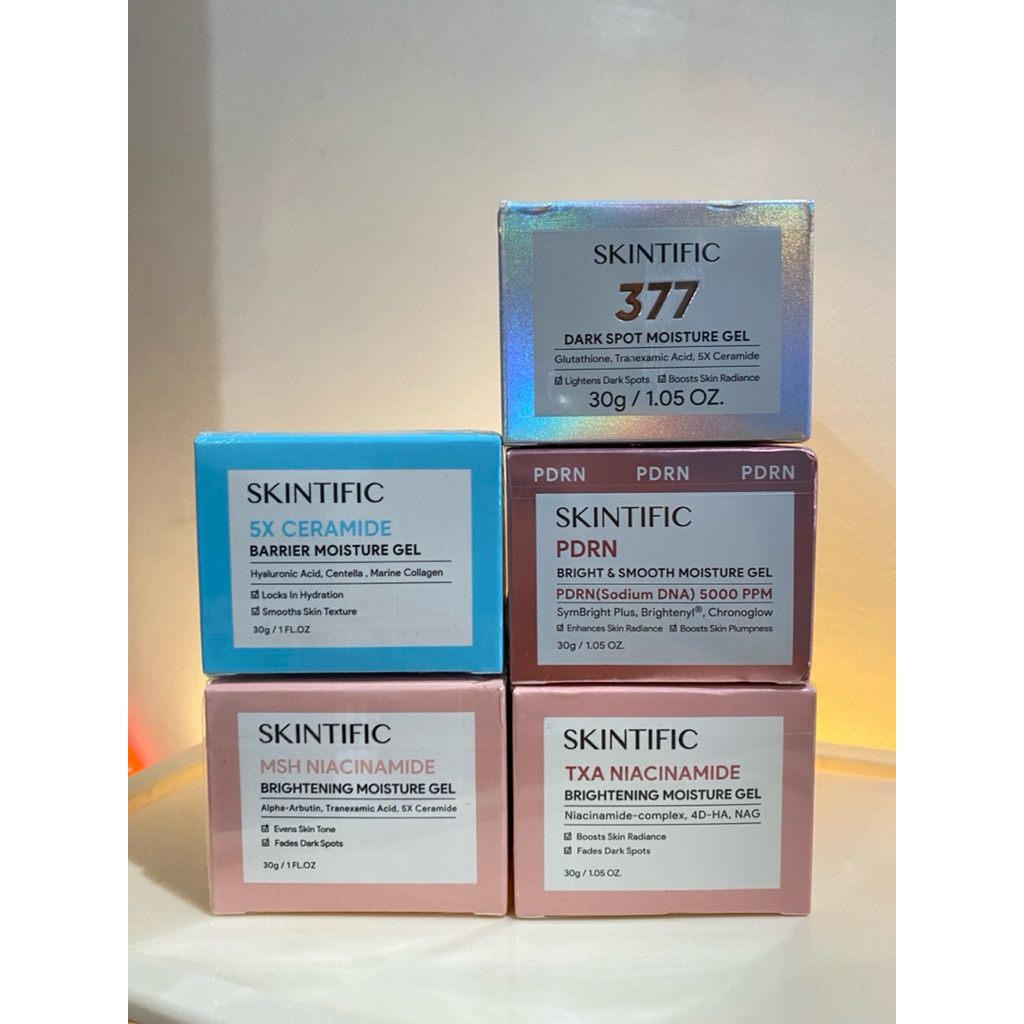 SKINTIFIC
377
DARK SPOT MOISTURE GEL
Glutathione, Tranexamic Acid, 5X Ceramide
☑ Lightens Dark Spots ☑ Boosts Skin Radiance
30g / 1.05 OZ.
SKINTIFIC
5X CERAMIDE
BARRIER MOISTURE GEL
Hyaluronic Acid, Centella , Marine Collagen
☑ Locks In Hydration
☑ Smooths Skin Texture
30g / 1 FL.OZ
PDRN PDRN PDRN
SKINTIFIC
PDRN
BRIGHT & SMOOTH MOISTURE GEL
PDRN(Sodium DNA) 5000 PPM
SymBright Plus, Brightenyl®, Chronoglow
☑ Enhances Skin Radiance ☑ Boosts Skin Plumpness
30g / 1.05 OZ.
SKINTIFIC
MSH NIACINAMIDE
BRIGHTENING MOISTURE GEL
Alpha-Arbutin, Tranexamic Acid, 5X Ceramide
☑ Evens Skin Tone
☑ Fades Dark Spots
30g / 1 FL.OZ
SKINTIFIC
TXA NIACINAMIDE
BRIGHTENING MOISTURE GEL
Niacinamide-complex, 4D-HA, NAG
☑ Boosts Skin Radiance
☑ Fades Dark Spots
30g / 1.05 OZ.